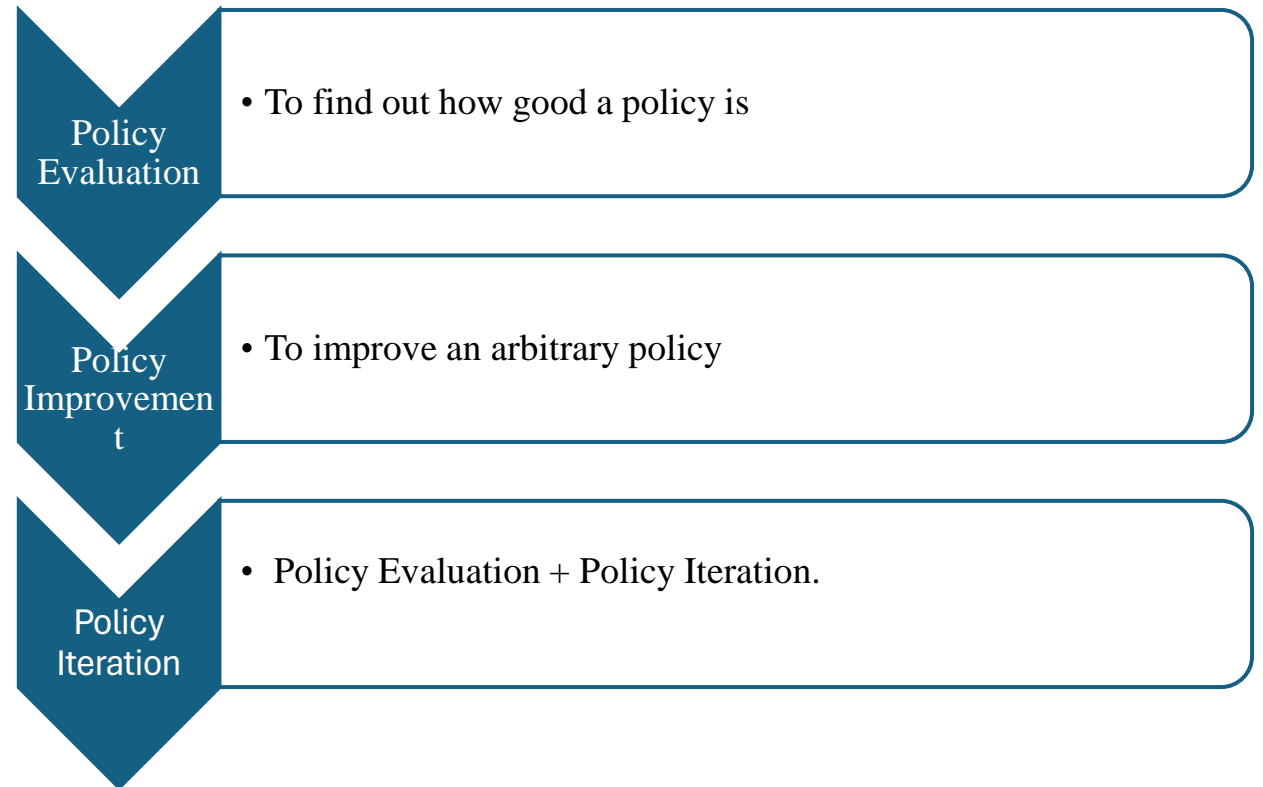 Policy
Evaluation
• To find out how good a policy is
Policy
Improvemen
t
• To improve an arbitrary policy
Policy
Iteration
• Policy Evaluation + Policy Iteration.